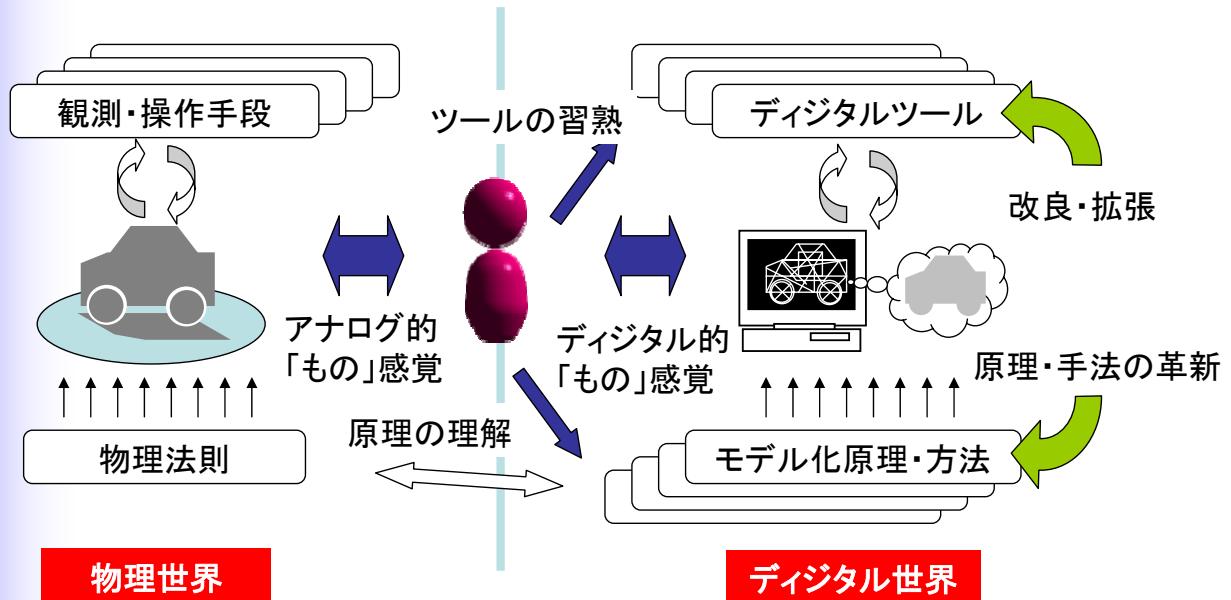 観測・操作手段
ツールの習熟
ディジタルツール
改良・拡張
アナログ的
「もの」感覚
ディジタル的
「もの」感覚
原理・手法の革新
原理の理解
物理法則
モデル化原理・方法
物理世界
ディジタル世界